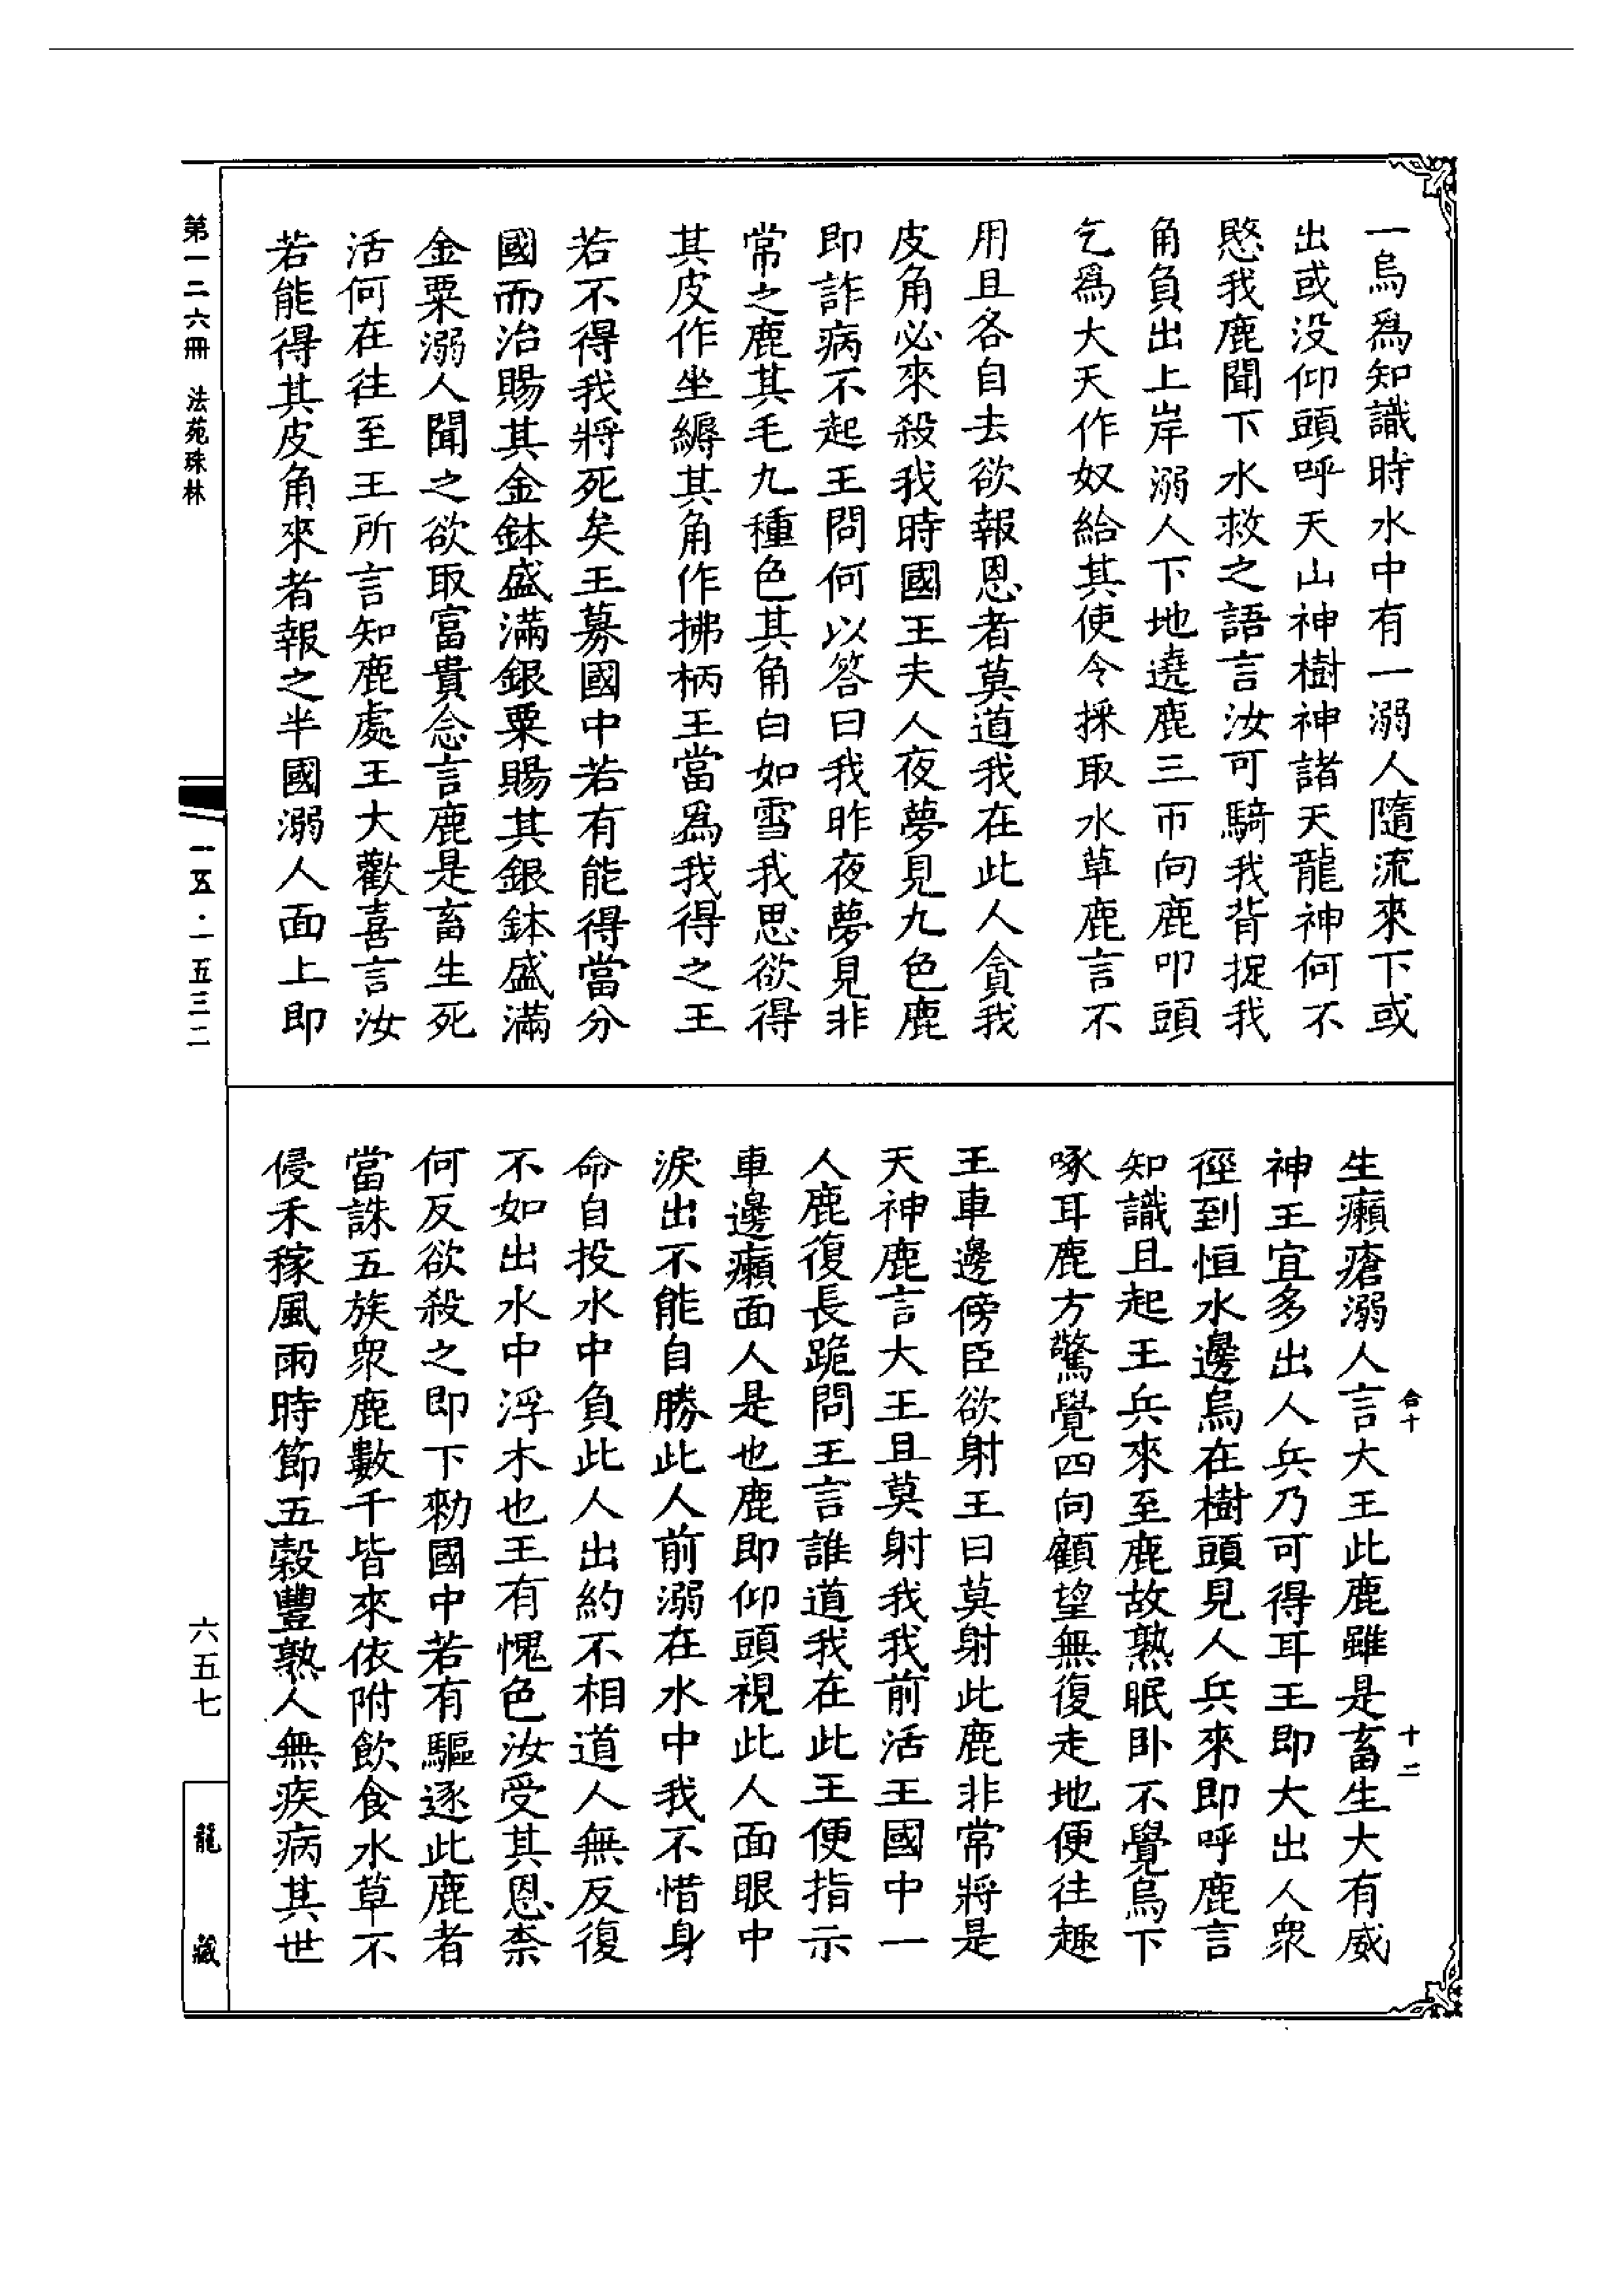 一烏爲知識時水中有一溺人隨流來下或
出或没仰頭呼天山神樹神諸天龍神何不
愍我鹿聞下水救之語言汝可騎我背捉我
角負出上岸溺人下地遶鹿三帀向鹿叩頭
乞爲大天作奴給其使令採取水草鹿言不
用且各自去欲報恩者莫道我在此人貪我
皮角必來殺我時國王夫人夜夢見九色鹿
即詐病不起王問何以答曰我昨夜夢見非
常之鹿其毛九種色其角白如雪我思欲得
其皮作坐縟其角作拂柄王當爲我得之王
若不得我將死矣王募國中若有能得當分
國而治賜其金鉢盛滿銀粟賜其銀鉢盛滿
金粟溺人聞之欲取富貴念言鹿是畜生死
活何在往至王所言知鹿處王大歡喜言汝
若能得其皮角來者報之半國溺人面上即
生癩瘡溺人言大王此鹿雖是畜生大有威
神王宜多出人兵乃可得耳王即大出人衆
徑到恒水邊烏在樹頭見人兵來即呼鹿言
知識且起王兵來至鹿故熟眠卧不覺烏下
啄耳鹿方驚覺四向顧望無復走地便往趣
王車邊傍臣欲射王曰莫射此鹿非常將是
天神鹿言大王且莫射我我前活王國中一
人鹿復長跪問王言誰道我在此王便指示
車邊癩面人是也鹿即仰頭視此人面眼中
淚出不能自勝此人前溺在水中我不惜身
命自投水中負此人出約不相道人無反復
不如出水中浮木也王有愧色汝受其恩柰
何反欲殺之即下勑國中若有驅逐此鹿者
當誅五族衆鹿數千皆來依附飲食水草不
侵禾稼風雨時節五穀豐熟人無疾病其世
合十
十二
第一二六冊 法苑珠林
一五·一五三二
六五七
龍藏